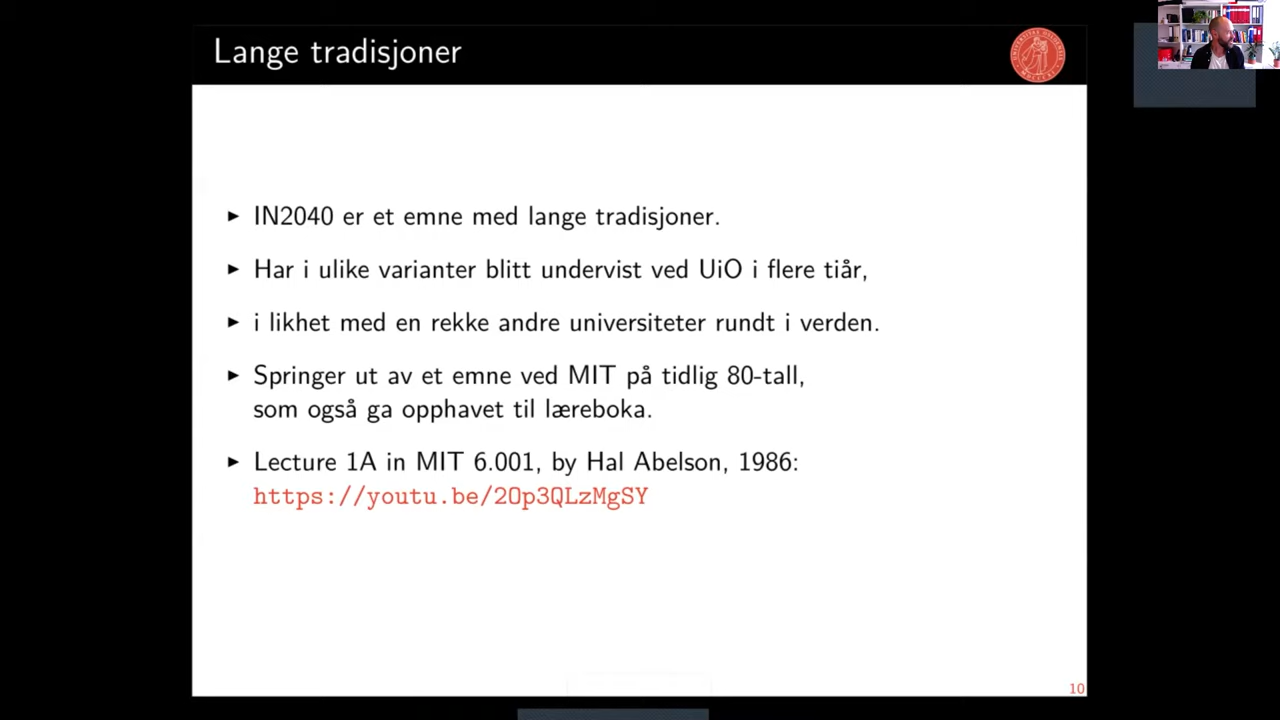 Lange tradisjoner
► IN2040 er et emne med lange tradisjoner.
► Har i ulike varianter blitt undervist ved UiO i flere tiår,
► i likhet med en rekke andre universiteter rundt i verden.
► Springer ut av et emne ved MIT på tidlig 80-tall,
som også ga opphavet til læreboka.
► Lecture 1A in MIT 6.001, by Hal Abelson, 1986:
https://youtu.be/2Op3QLzMgSY
10